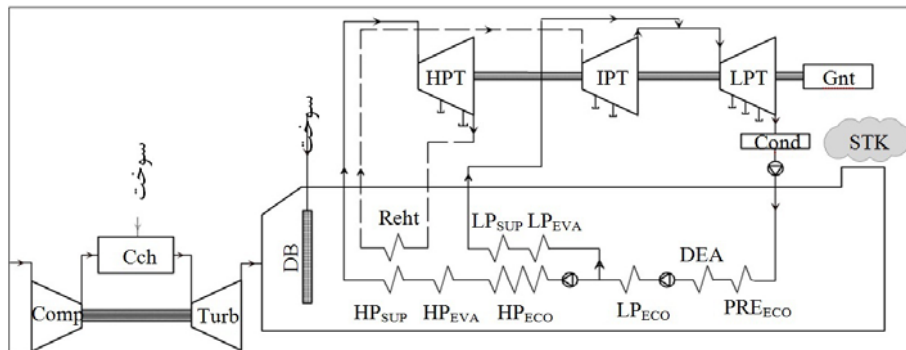 HPT
IPT
LPT
Gnt
Cond
STK
سوخت
سوخت
Reht
LPSUP
LPEVA
DB
DEA
Cch
HPSUP
HPEVA
HPECO
LPECO
PREECO
Comp
Turb